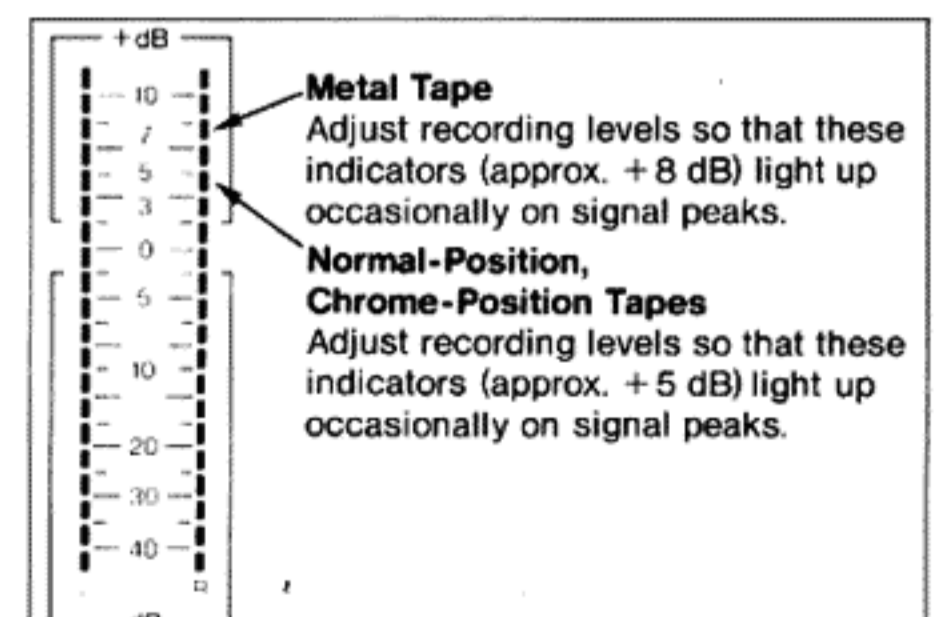 +dB
10
7
5
3
0
5
10
20
30
40
Metal Tape
Adjust recording levels so that these
indicators (approx. +8 dB) light up
occasionally on signal peaks.
Normal-Position,
Chrome-Position Tapes
Adjust recording levels so that these
indicators (approx. +5 dB) light up
occasionally on signal peaks.